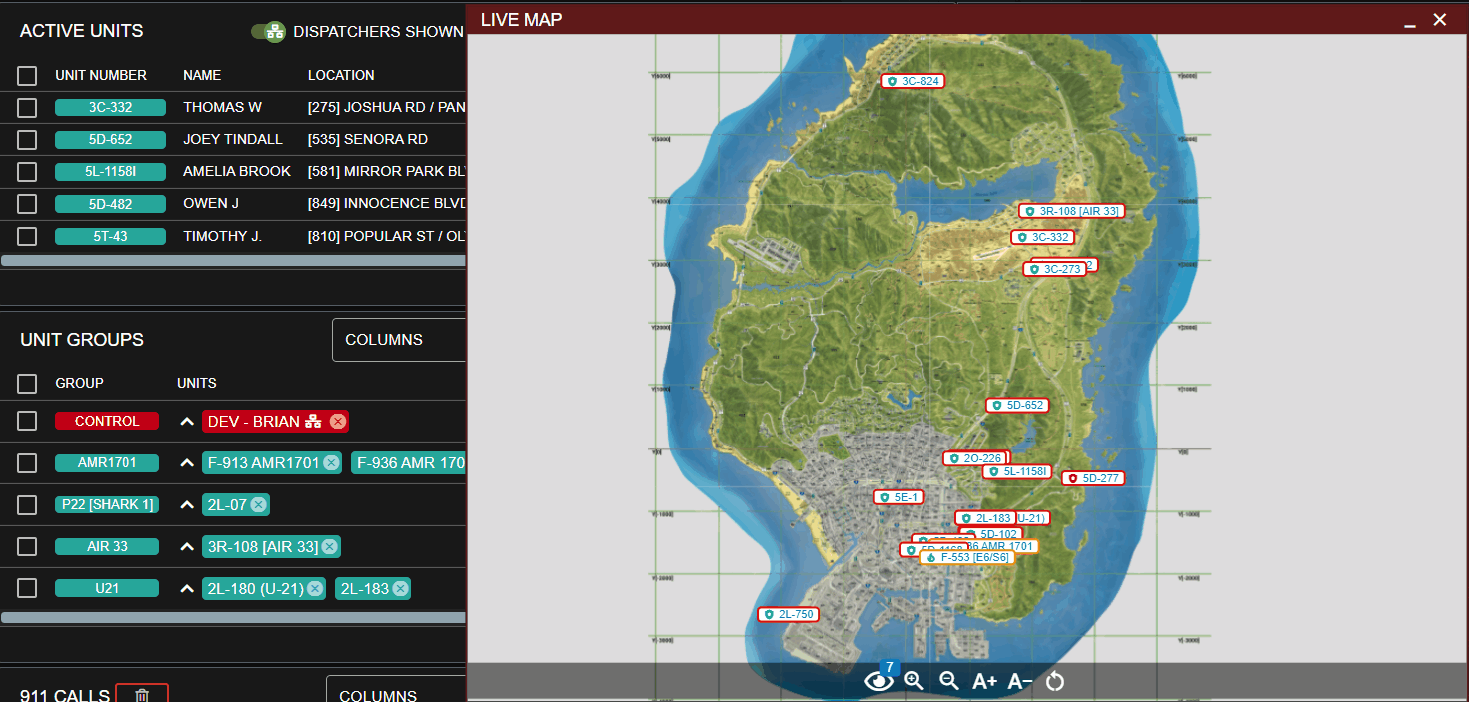 ACTIVE UNITS
DISPATCHERS SHOWN
UNIT NUMBER NAME LOCATION
3C-332 THOMAS W [275] JOSHUA RD / PAN
5D-652 JOEY TINDALL [535] SENORA RD
5L-1158I AMELIA BROOK [581] MIRROR PARK BL
5D-482 OWEN J [849] INNOCENCE BLVD
5T-43 TIMOTHY J. [810] POPULAR ST / OL
UNIT GROUPS
COLUMNS
GROUP UNITS
CONTROL DEV - BRIAN
AMR1701 F-913 AMR1701 F-936 AMR 170
P22 [SHARK 1] 2L-07
AIR 33 3R-108 [AIR 33]
U21 2L-180 (U-21) 2L-183
911 CALLS
COLUMNS
LIVE MAP
3C-824
3R-108 [AIR 33]
3C-332
3C-273 2
5D-652
2O-226
5L-1158I
5D-277
5E-1
2L-183 U-21)
5D-102
36 AMR 1701
F-553 [E6/S6]
2L-750
7
A+ A−